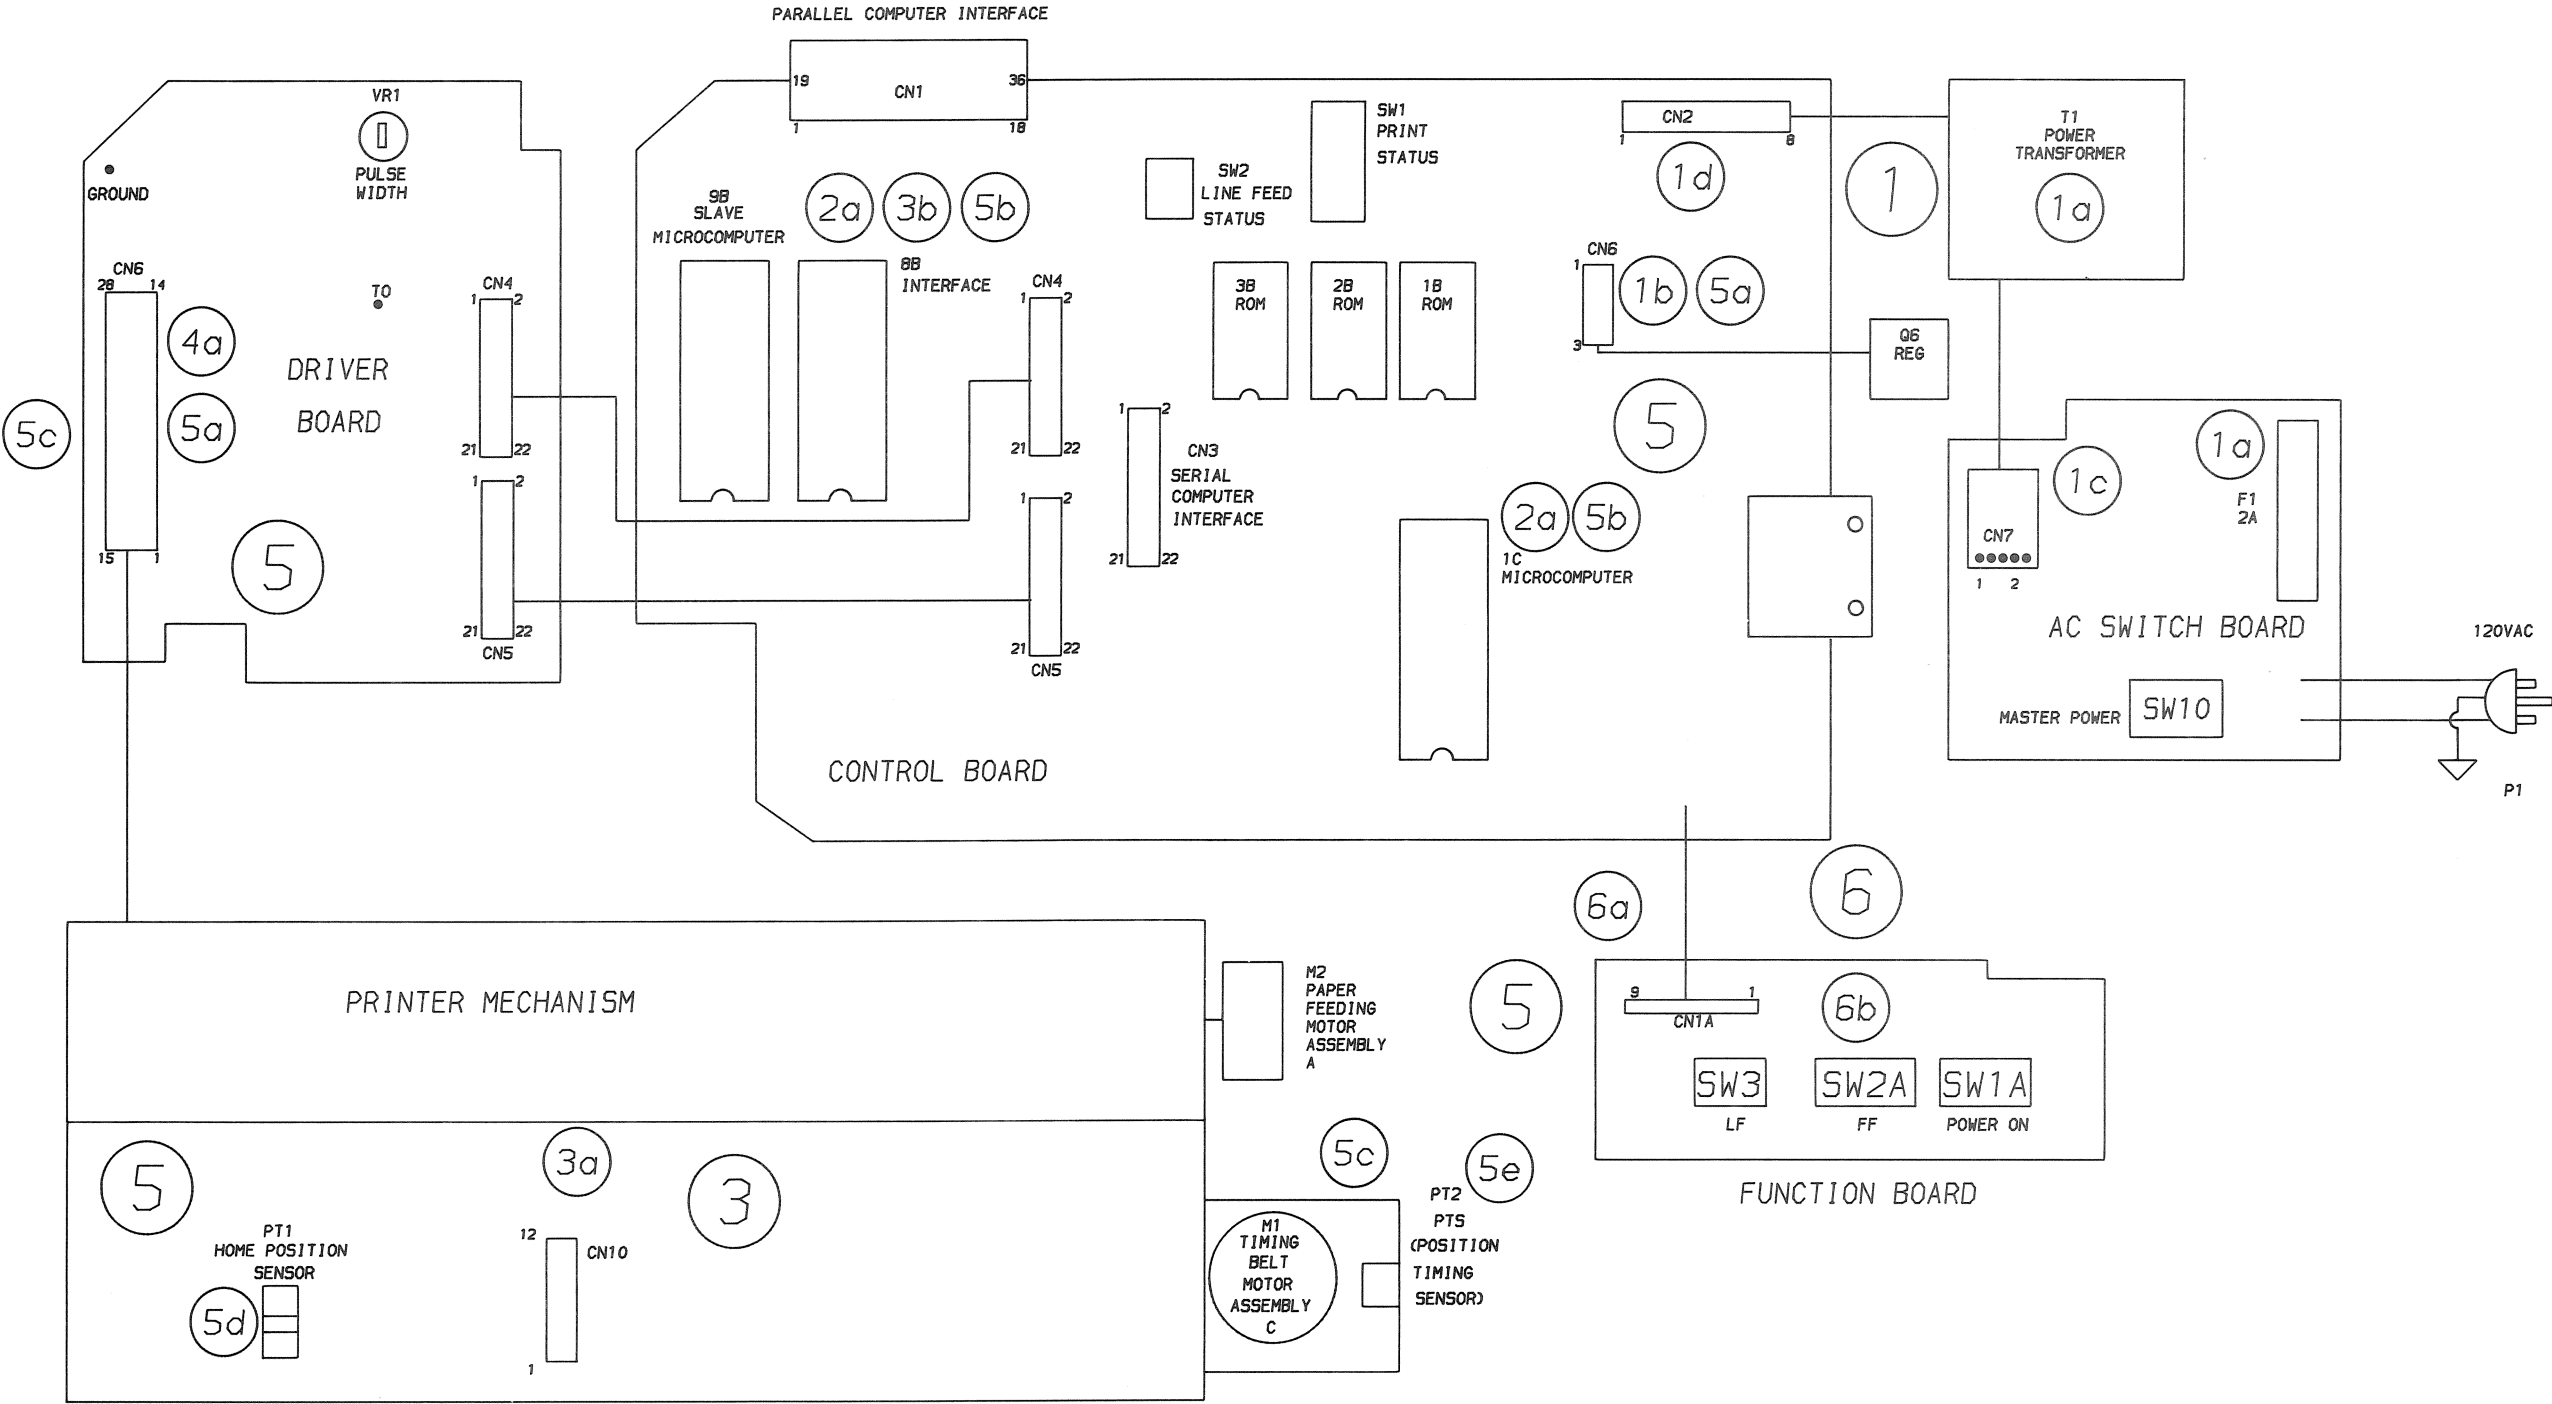 PARALLEL COMPUTER INTERFACE
19
36
CN1
1
18
VR1
PULSE
WIDTH
GROUND
CN6
28
14
TO
4a
5a
5c
DRIVER
BOARD
15
1
5
CN4
1
2
21
22
1
2
21
22
CN5
9B
SLAVE
MICROCOMPUTER
2a
3b
5b
8B
INTERFACE
CN4
1
2
21
22
1
2
21
22
CN5
SW2
LINE FEED
STATUS
SW1
PRINT
STATUS
3B
ROM
2B
ROM
1B
ROM
1
2
CN3
SERIAL
COMPUTER
INTERFACE
21
22
CN2
1
8
1d
1
CN6
1
3
1b
5a
5
2a
5b
1C
MICROCOMPUTER
CONTROL BOARD
T1
POWER
TRANSFORMER
1a
Q6
REG
1a
1c
F1
2A
CN7
1
2
AC SWITCH BOARD
MASTER POWER
SW10
120VAC
P1
PRINTER MECHANISM
M2
PAPER
FEEDING
MOTOR
ASSEMBLY
A
5
6a
6
9
1
CN1A
6b
SW3
SW2A
SW1A
LF
FF
POWER ON
FUNCTION BOARD
5
3a
3
PT1
HOME POSITION
SENSOR
5d
12
CN10
1
5c
5e
M1
TIMING
BELT
MOTOR
ASSEMBLY
C
PT2
PTS
(POSITION
TIMING
SENSOR)